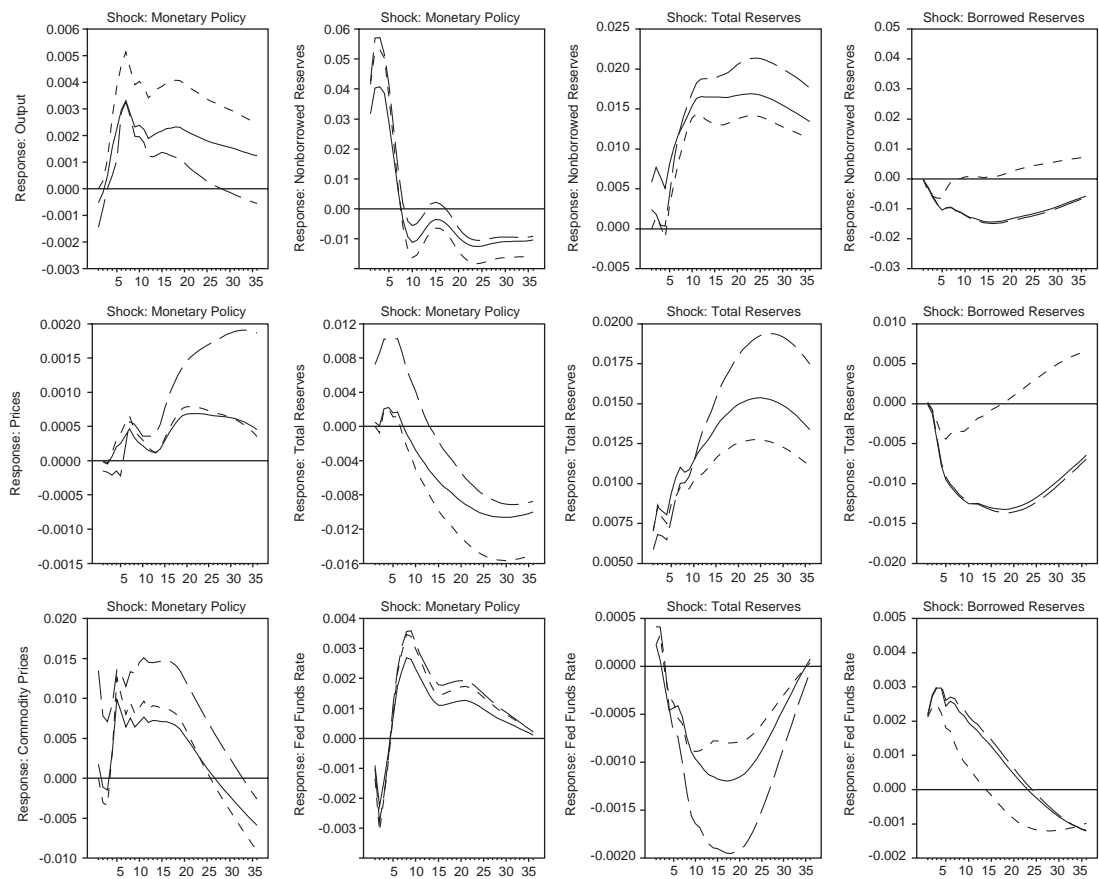 Shock: Monetary Policy
Response: Output
0.006
0.005
0.004
0.003
0.002
0.001
0.000
-0.001
-0.002
-0.003
5 10 15 20 25 30 35
Shock: Monetary Policy
Response: Nonborrowed Reserves
0.06
0.05
0.04
0.03
0.02
0.01
0.00
-0.01
5 10 15 20 25 30 35
Shock: Total Reserves
Response: Nonborrowed Reserves
0.025
0.020
0.015
0.010
0.005
0.000
-0.005
5 10 15 20 25 30 35
Shock: Borrowed Reserves
Response: Nonborrowed Reserves
0.05
0.04
0.03
0.02
0.01
0.00
-0.01
-0.02
0.03
5 10 15 20 25 30 35
Shock: Monetary Policy
Response: Prices
0.0020
0.0015
0.0010
0.0005
0.0000
-0.0005
-0.0010
-0.0015
5 10 15 20 25 30 35
Shock: Monetary Policy
Response: Total Reserves
0.012
0.008
0.004
0.000
-0.004
-0.008
-0.012
-0.016
5 10 15 20 25 30 35
Shock: Total Reserves
Response: Total Reserves
0.0200
0.0175
0.0150
0.0125
0.0100
0.0075
0.0050
5 10 15 20 25 30 35
Shock: Borrowed Reserves
Response: Total Reserves
0.010
0.005
0.000
-0.005
-0.010
-0.015
-0.020
5 10 15 20 25 30 35
Shock: Monetary Policy
Response: Commodity Prices
0.020
0.015
0.010
0.005
0.000
-0.005
-0.010
5 10 15 20 25 30 35
Shock: Monetary Policy
Response: Fed Funds Rate
0.004
0.003
0.002
0.001
0.000
-0.001
-0.002
-0.003
5 10 15 20 25 30 35
Shock: Total Reserves
Response: Fed Funds Rate
0.0005
0.0000
-0.0005
-0.0010
-0.0015
-0.0020
5 10 15 20 25 30 35
Shock: Borrowed Reserves
Response: Fed Funds Rate
0.005
0.004
0.003
0.002
0.001
0.000
-0.001
-0.002
5 10 15 20 25 30 35